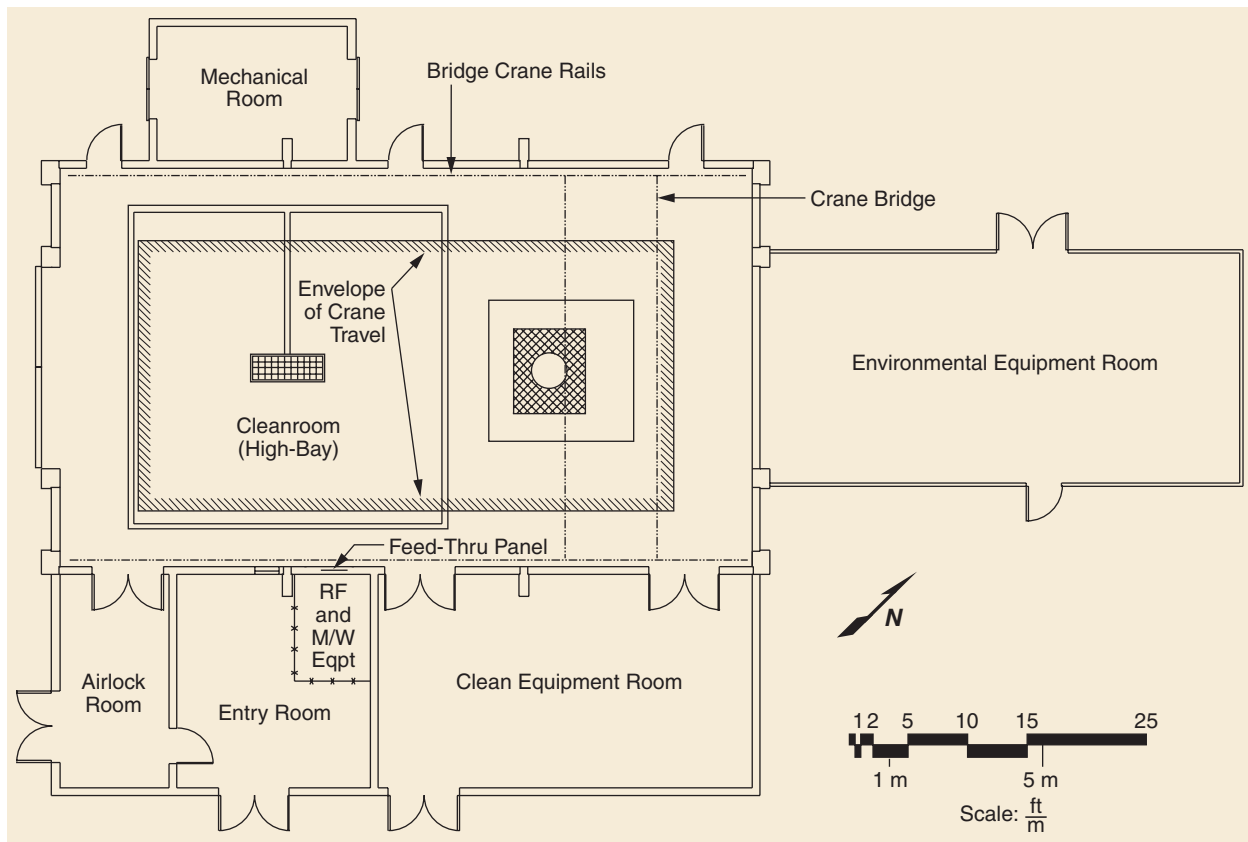 Mechanical
Room
Bridge Crane Rails
Crane Bridge
Envelope
of Crane
Travel
Environmental Equipment Room
Cleanroom
(High-Bay)
Feed-Thru Panel
RF
and
M/W
Eqpt
N
Airlock
Room
Entry Room
Clean Equipment Room
1 2 5 10 15 25
1 m 5 m
Scale: ft/m